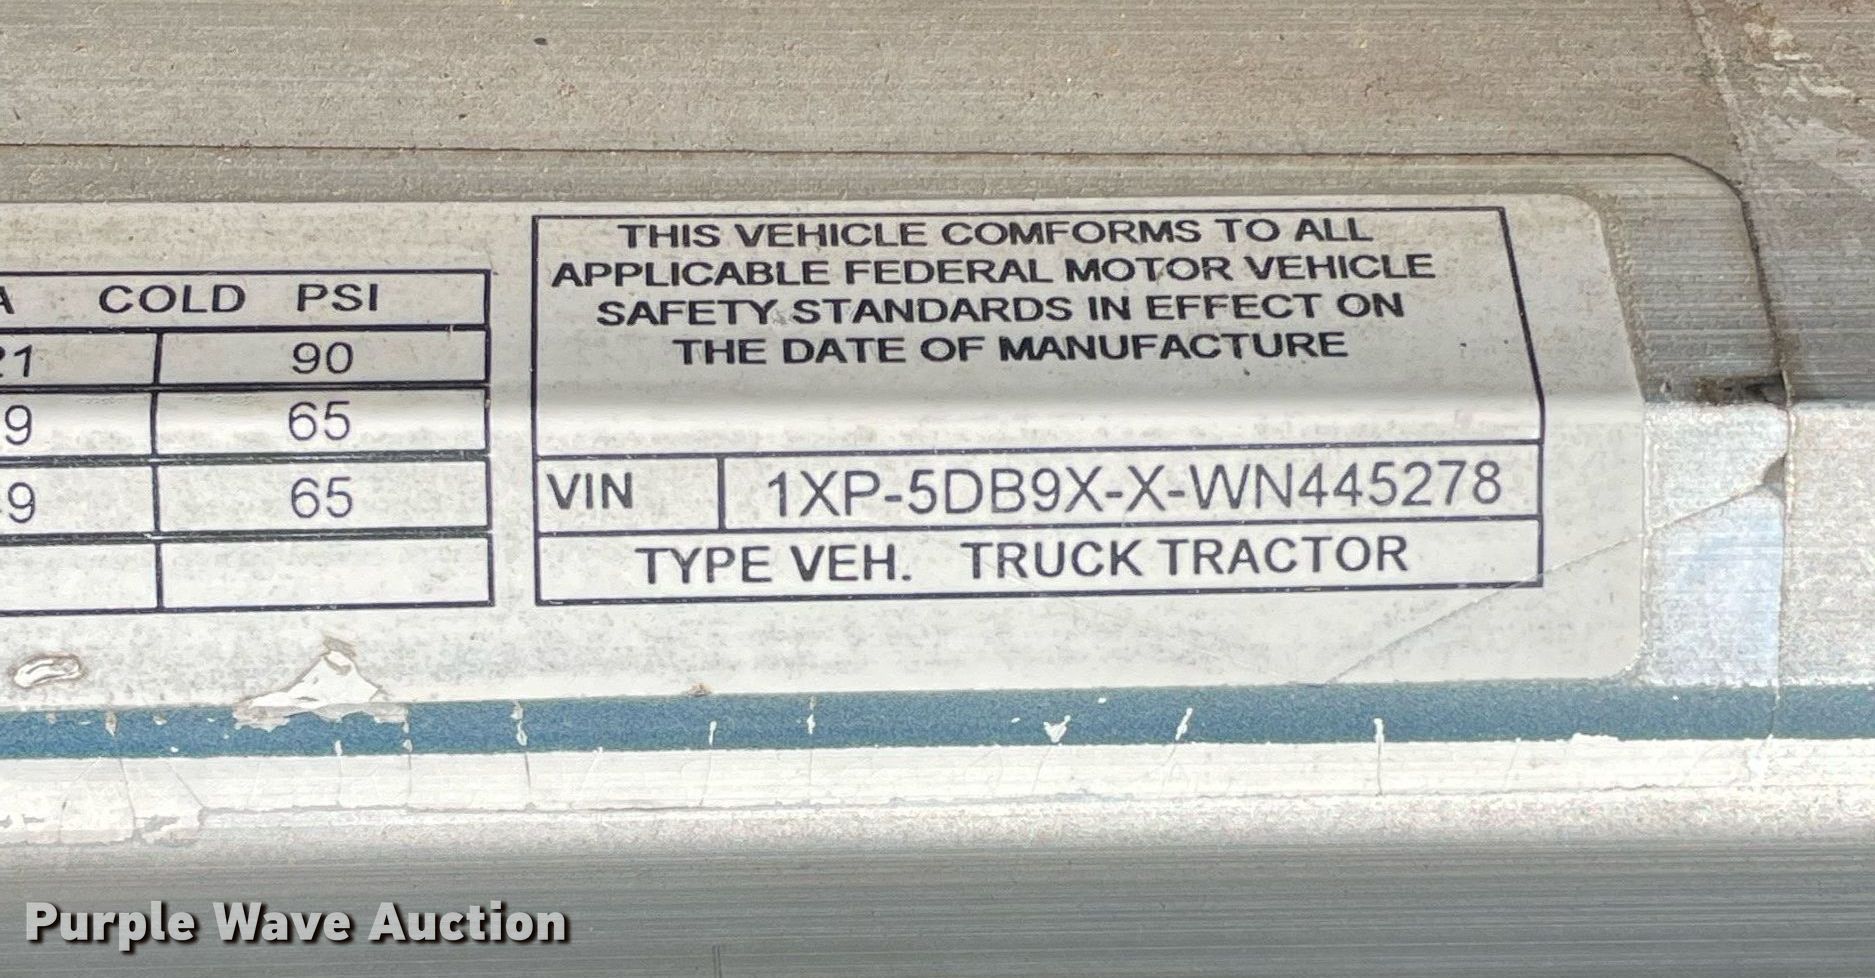 A COLD PSI
21 90
9 65
9 65
THIS VEHICLE COMFORMS TO ALL
APPLICABLE FEDERAL MOTOR VEHICLE
SAFETY STANDARDS IN EFFECT ON
THE DATE OF MANUFACTURE
VIN 1XP-5DB9X-X-WN445278
TYPE VEH. TRUCK TRACTOR
Purple Wave Auction